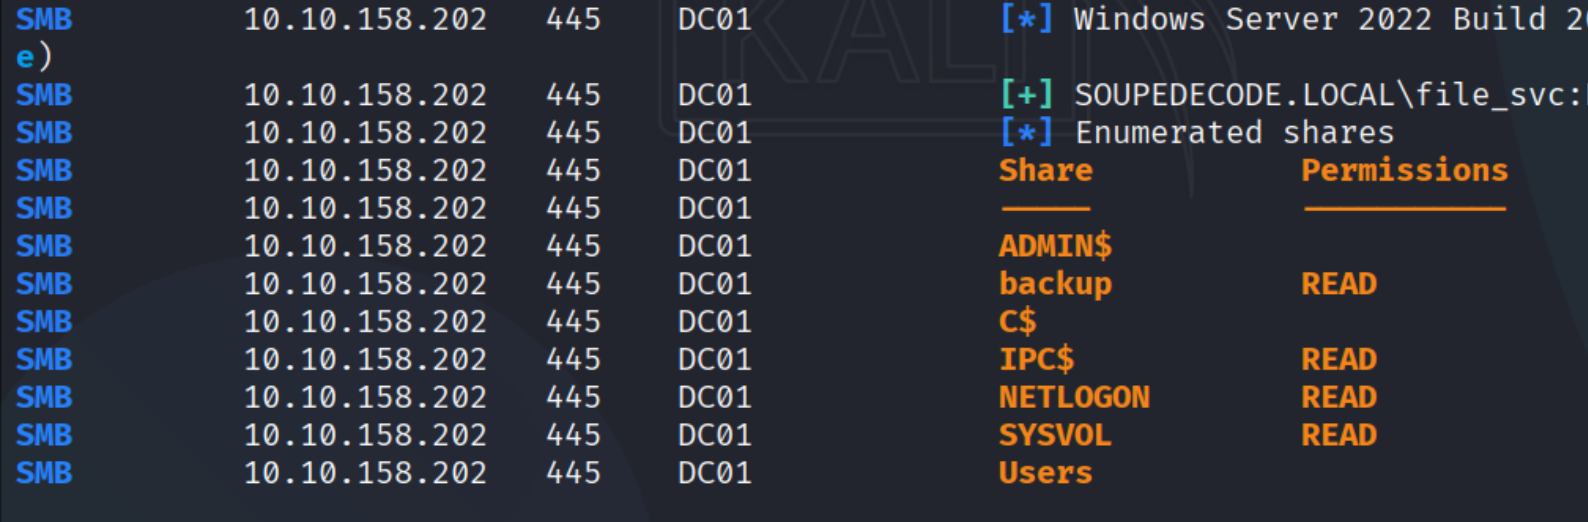 SMB 10.10.158.202 445 DC01 [*] Windows Server 2022 Build 2
e)
SMB 10.10.158.202 445 DC01 [+] SOUPEDECODE.LOCAL\file_svc:
SMB 10.10.158.202 445 DC01 [*] Enumerated shares
SMB 10.10.158.202 445 DC01 Share Permissions
SMB 10.10.158.202 445 DC01 ----- -----------
SMB 10.10.158.202 445 DC01 ADMIN$
SMB 10.10.158.202 445 DC01 backup READ
SMB 10.10.158.202 445 DC01 C$
SMB 10.10.158.202 445 DC01 IPC$ READ
SMB 10.10.158.202 445 DC01 NETLOGON READ
SMB 10.10.158.202 445 DC01 SYSVOL READ
SMB 10.10.158.202 445 DC01 Users
KALI